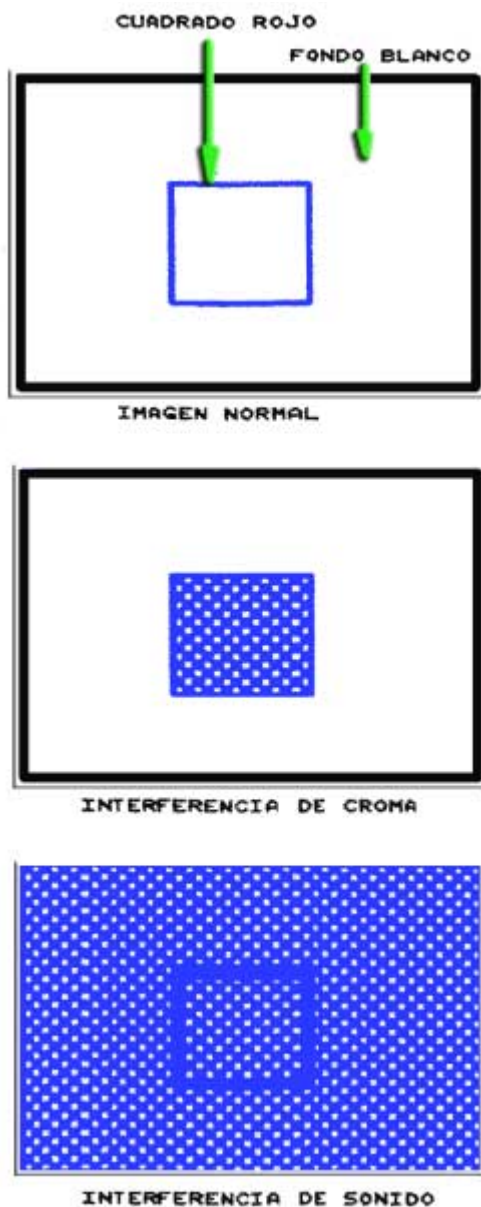 CUADRADO ROJO
FONDO BLANCO
IMAGEN NORMAL
INTERFERENCIA DE CROMA
INTERFERENCIA DE SONIDO